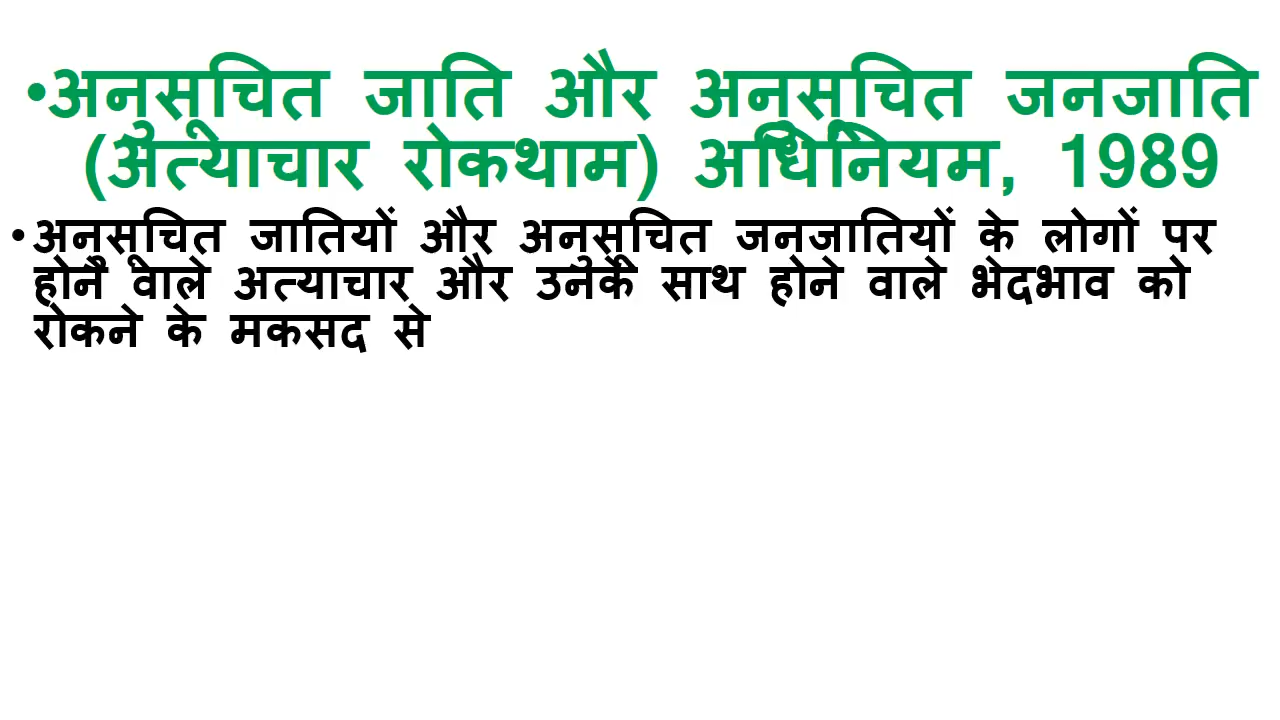 •अनुसूचित जाति और अनुसूचित जनजाति
(अत्याचार रोकथाम) अधिनियम, 1989
•अनुसूचित जातियों और अनुसूचित जनजातियों के लोगों पर
होने वाले अत्याचार और उनके साथ होने वाले भेदभाव को
रोकने के मकसद से